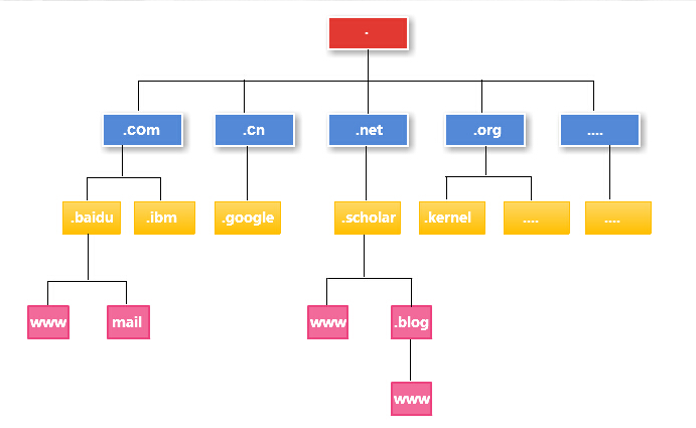 .
.com .cn .net .org ....
.baidu .ibm .google .scholar .kernel .... ....
www mail www .blog
www